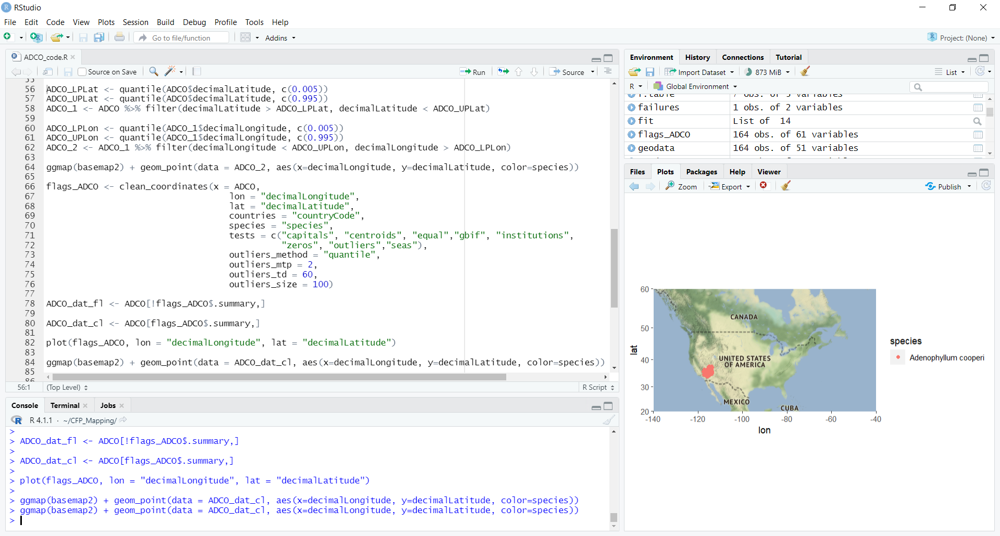 RStudio
File Edit Code View Plots Session Build Debug Profile Tools Help
Go to file/function Addins Project: (None)
ADCO_code.R
Source on Save Run Source
55
56 ADCO_LPLat <- quantile(ADCO$decimalLatitude, c(0.005))
57 ADCO_UPLat <- quantile(ADCO$decimalLatitude, c(0.995))
58 ADCO_1 <- ADCO %>% filter(decimalLatitude > ADCO_LPLat, decimalLatitude < ADCO_UPLat)
59
60 ADCO_LPLon <- quantile(ADCO_1$decimalLongitude, c(0.005))
61 ADCO_UPLon <- quantile(ADCO_1$decimalLongitude, c(0.995))
62 ADCO_2 <- ADCO_1 %>% filter(decimalLongitude < ADCO_UPLon, decimalLongitude > ADCO_LPLon)
63
64 ggmap(basemap2) + geom_point(data = ADCO_2, aes(x=decimalLongitude, y=decimalLatitude, color=species))
65
66 flags_ADCO <- clean_coordinates(x = ADCO,
67 lon = "decimalLongitude",
68 lat = "decimalLatitude",
69 countries = "countryCode",
70 species = "species",
71 tests = c("capitals", "centroids", "equal","gbif", "institutions",
72 "zeros", "outliers","seas"),
73 outliers_method = "quantile",
74 outliers_mtp = 2,
75 outliers_td = 60,
76 outliers_size = 100)
77
78 ADCO_dat_fl <- ADCO[!flags_ADCO$.summary,]
79
80 ADCO_dat_cl <- ADCO[flags_ADCO$.summary,]
81
82 plot(flags_ADCO, lon = "decimalLongitude", lat = "decimalLatitude")
83
84 ggmap(basemap2) + geom_point(data = ADCO_dat_cl, aes(x=decimalLongitude, y=decimalLatitude, color=species))
85
86
56:1 (Top Level) R Script
Console Terminal Jobs
R 4.1.1 · ~/CFP_Mapping/
>
> ADCO_dat_fl <- ADCO[!flags_ADCO$.summary,]
>
> ADCO_dat_cl <- ADCO[flags_ADCO$.summary,]
>
> plot(flags_ADCO, lon = "decimalLongitude", lat = "decimalLatitude")
>
> ggmap(basemap2) + geom_point(data = ADCO_dat_cl, aes(x=decimalLongitude, y=decimalLatitude, color=species))
> ggmap(basemap2) + geom_point(data = ADCO_dat_cl, aes(x=decimalLongitude, y=decimalLatitude, color=species))
>
Environment History Connections Tutorial
Import Dataset 873 MiB List
R Global Environment
failures 1 obs. of 2 variables
fit List of 14
flags_ADCO 164 obs. of 61 variables
geodata 164 obs. of 51 variables
Files Plots Packages Help Viewer
Zoom Export Publish
60
50
40
30
20
lat
CANADA
UNITED STATES
OF AMERICA
MEXICO
CUBA
-140 -120 -100 -80 -60 -40
lon
species
Adenophyllum cooperi